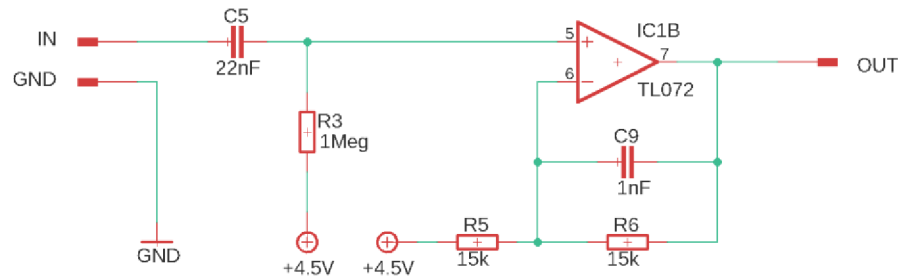 C5
IN
22nF
GND
R3
1Meg
+4.5V
GND
IC1B
5
+
7
6
-
TL072
OUT
C9
1nF
R5
15k
R6
15k
+4.5V